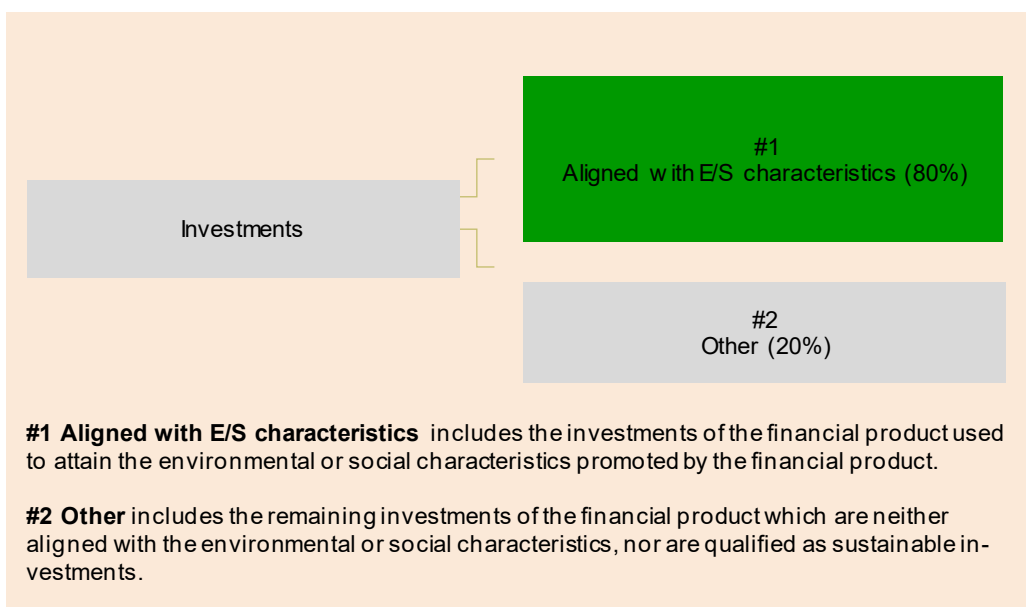 #1
Aligned with E/S characteristics (80%)
Investments
#2
Other (20%)
#1 Aligned with E/S characteristics includes the investments of the financial product used
to attain the environmental or social characteristics promoted by the financial product.
#2 Other includes the remaining investments of the financial product which are neither
aligned with the environmental or social characteristics, nor are qualified as sustainable in-
vestments.